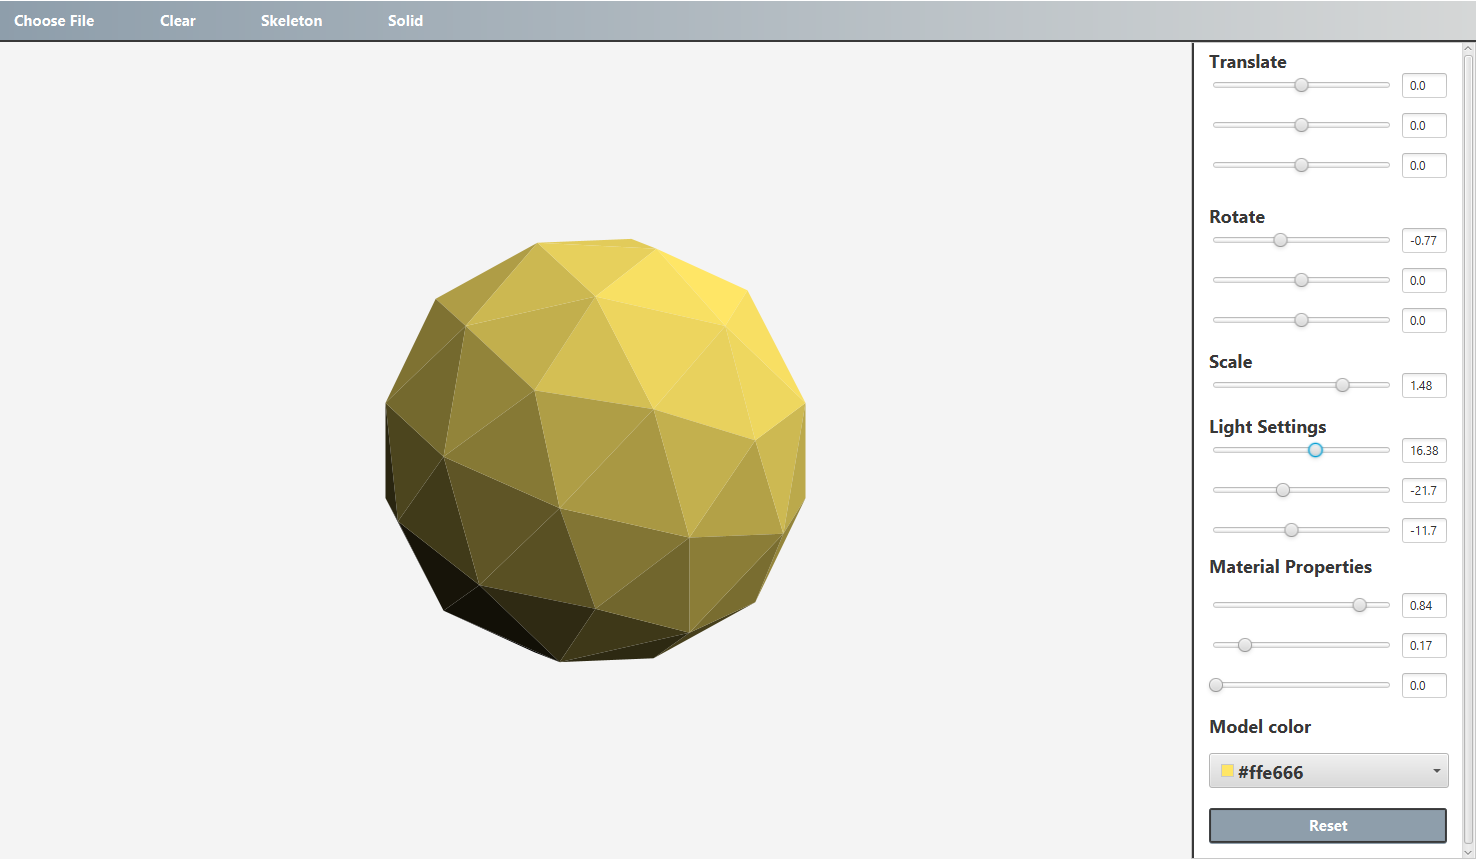 Choose File Clear Skeleton Solid
Translate
0.0
0.0
0.0
Rotate
-0.77
0.0
0.0
Scale
1.48
Light Settings
16.38
-21.7
-11.7
Material Properties
0.84
0.17
0.0
Model color
#ffe666
Reset